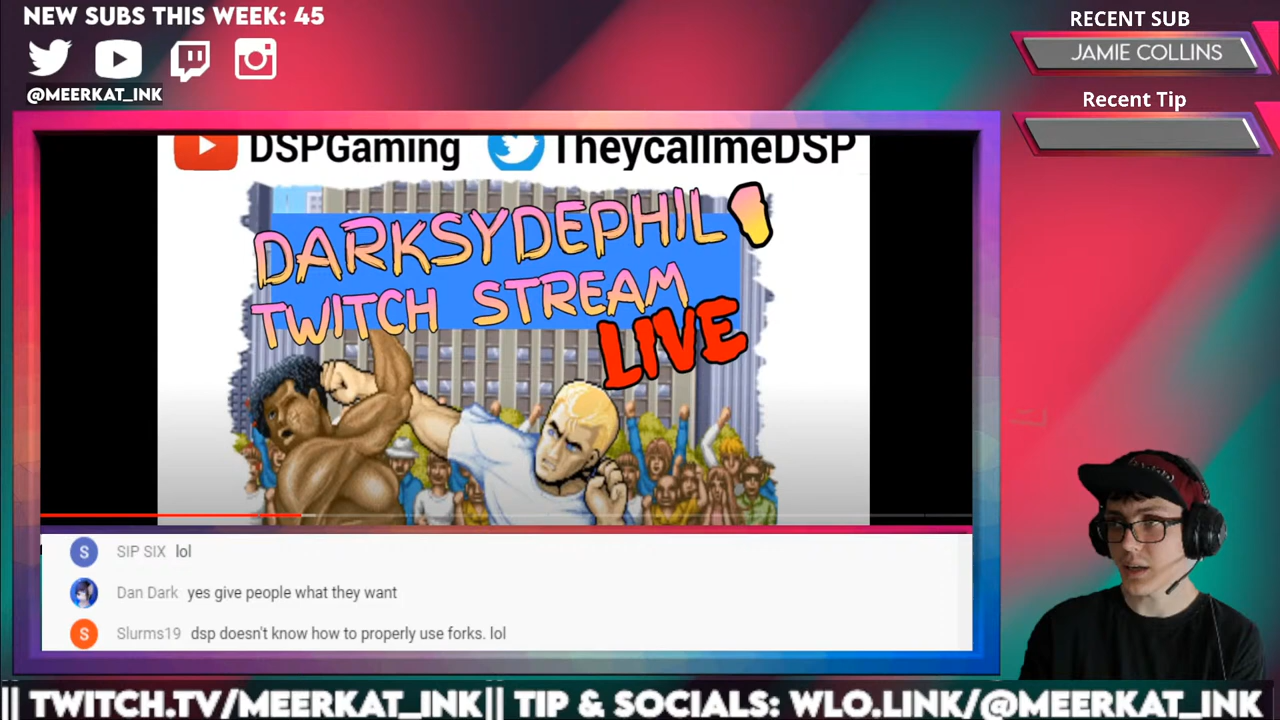 NEW SUBS THIS WEEK: 45
@MEERKAT_INK
RECENT SUB
JAMIE COLLINS
Recent Tip
DSPGaming TheycallmeDSP
DARKSYDEPHIL
TWITCH STREAM
LIVE
S SIP SIX lol
Dan Dark yes give people what they want
S Slurms19 dsp doesn't know how to properly use forks. lol
|| TWITCH.TV/MEERKAT_INK|| TIP & SOCIALS: WLO.LINK/@MEERKAT_INK